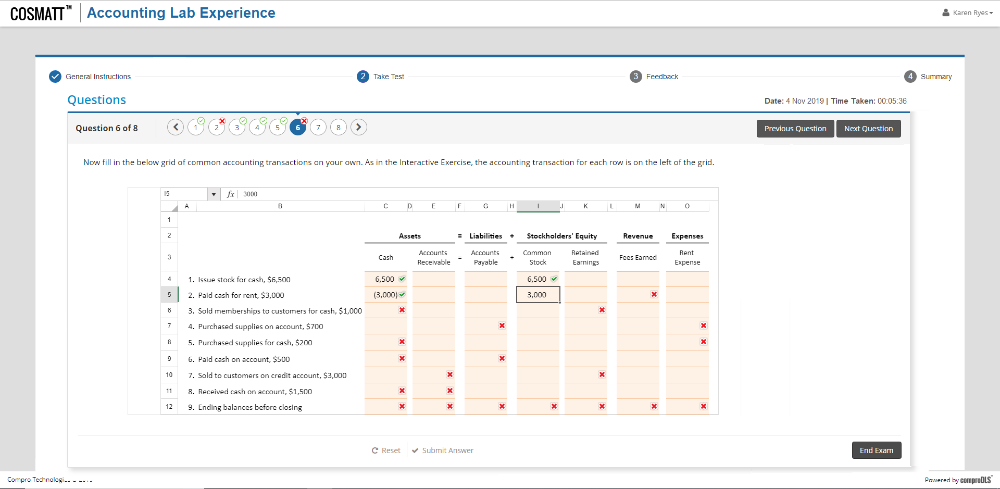 COSMATT™ Accounting Lab Experience Karen Ryes
General Instructions 2 Take Test 3 Feedback 4 Summary
Questions Date: 4 Nov 2019 | Time Taken: 00:05:36
Question 6 of 8 1 2 3 4 5 6 7 8 Previous Question Next Question
Now fill in the below grid of common accounting transactions on your own. As in the Interactive Exercise, the accounting transaction for each row is on the left of the grid.
I5 fx 3000
A B C D E F G H I J K L M N O
1
2 Assets = Liabilities + Stockholders' Equity Revenue Expenses
3 Cash Accounts Receivable = Accounts Payable + Common Stock Retained Earnings Fees Earned Rent Expense
4 1. Issue stock for cash, $6,500 6,500 6,500
5 2. Paid cash for rent, $3,000 (3,000) 3,000
6 3. Sold memberships to customers for cash, $1,000
7 4. Purchased supplies on account, $700
8 5. Purchased supplies for cash, $200
9 6. Paid cash on account, $500
10 7. Sold to customers on credit account, $3,000
11 8. Received cash on account, $1,500
12 9. Ending balances before closing
Reset Submit Answer End Exam
Compro Powered by comproDLS™